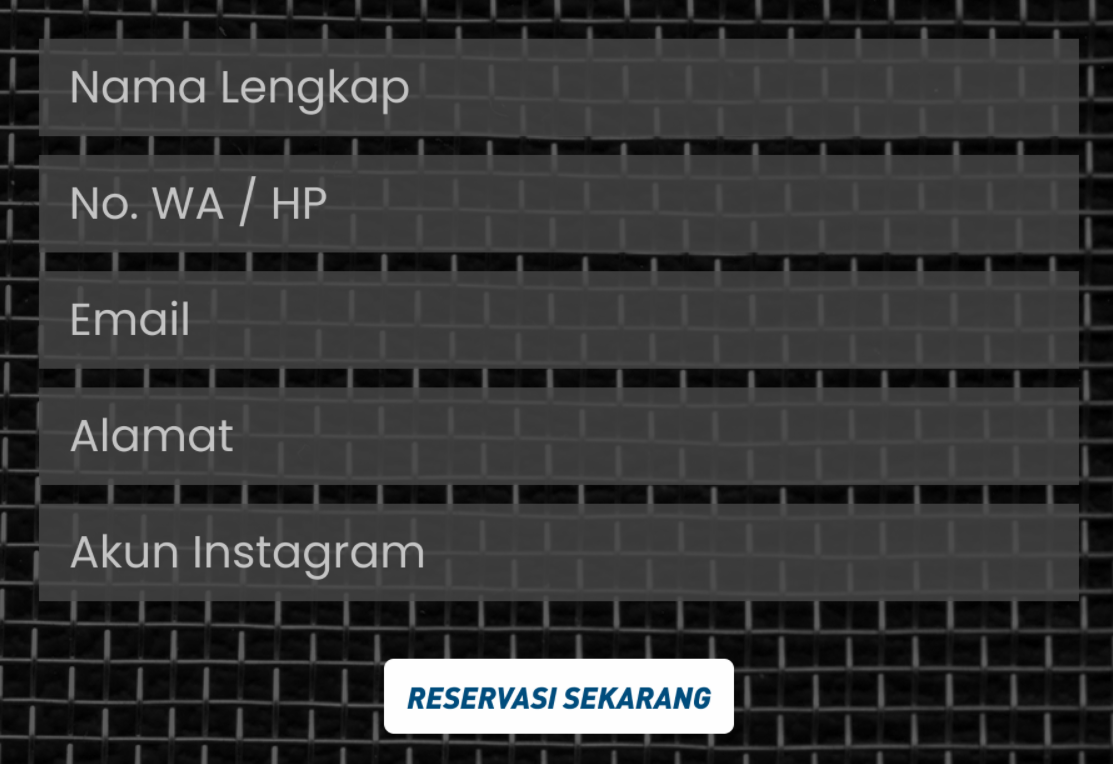 Nama Lengkap
No. WA / HP
Email
Alamat
Akun Instagram
RESERVASI SEKARANG